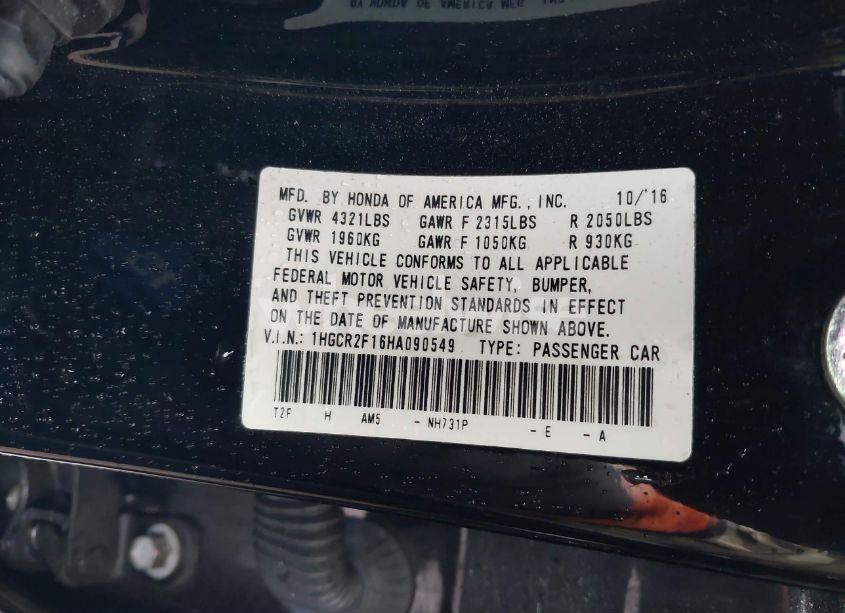 MFD. BY HONDA OF AMERICA MFG., INC. 10/'16
GVWR 4321LBS GAWR F 2315LBS R 2050LBS
GVWR 1960KG GAWR F 1050KG R 930KG
THIS VEHICLE CONFORMS TO ALL APPLICABLE
FEDERAL MOTOR VEHICLE SAFETY, BUMPER,
AND THEFT PREVENTION STANDARDS IN EFFECT
ON THE DATE OF MANUFACTURE SHOWN ABOVE.
V.I.N.: 1HGCR2F16HA090549 TYPE: PASSENGER CAR
T2F H AM5 - NH731P - E - A